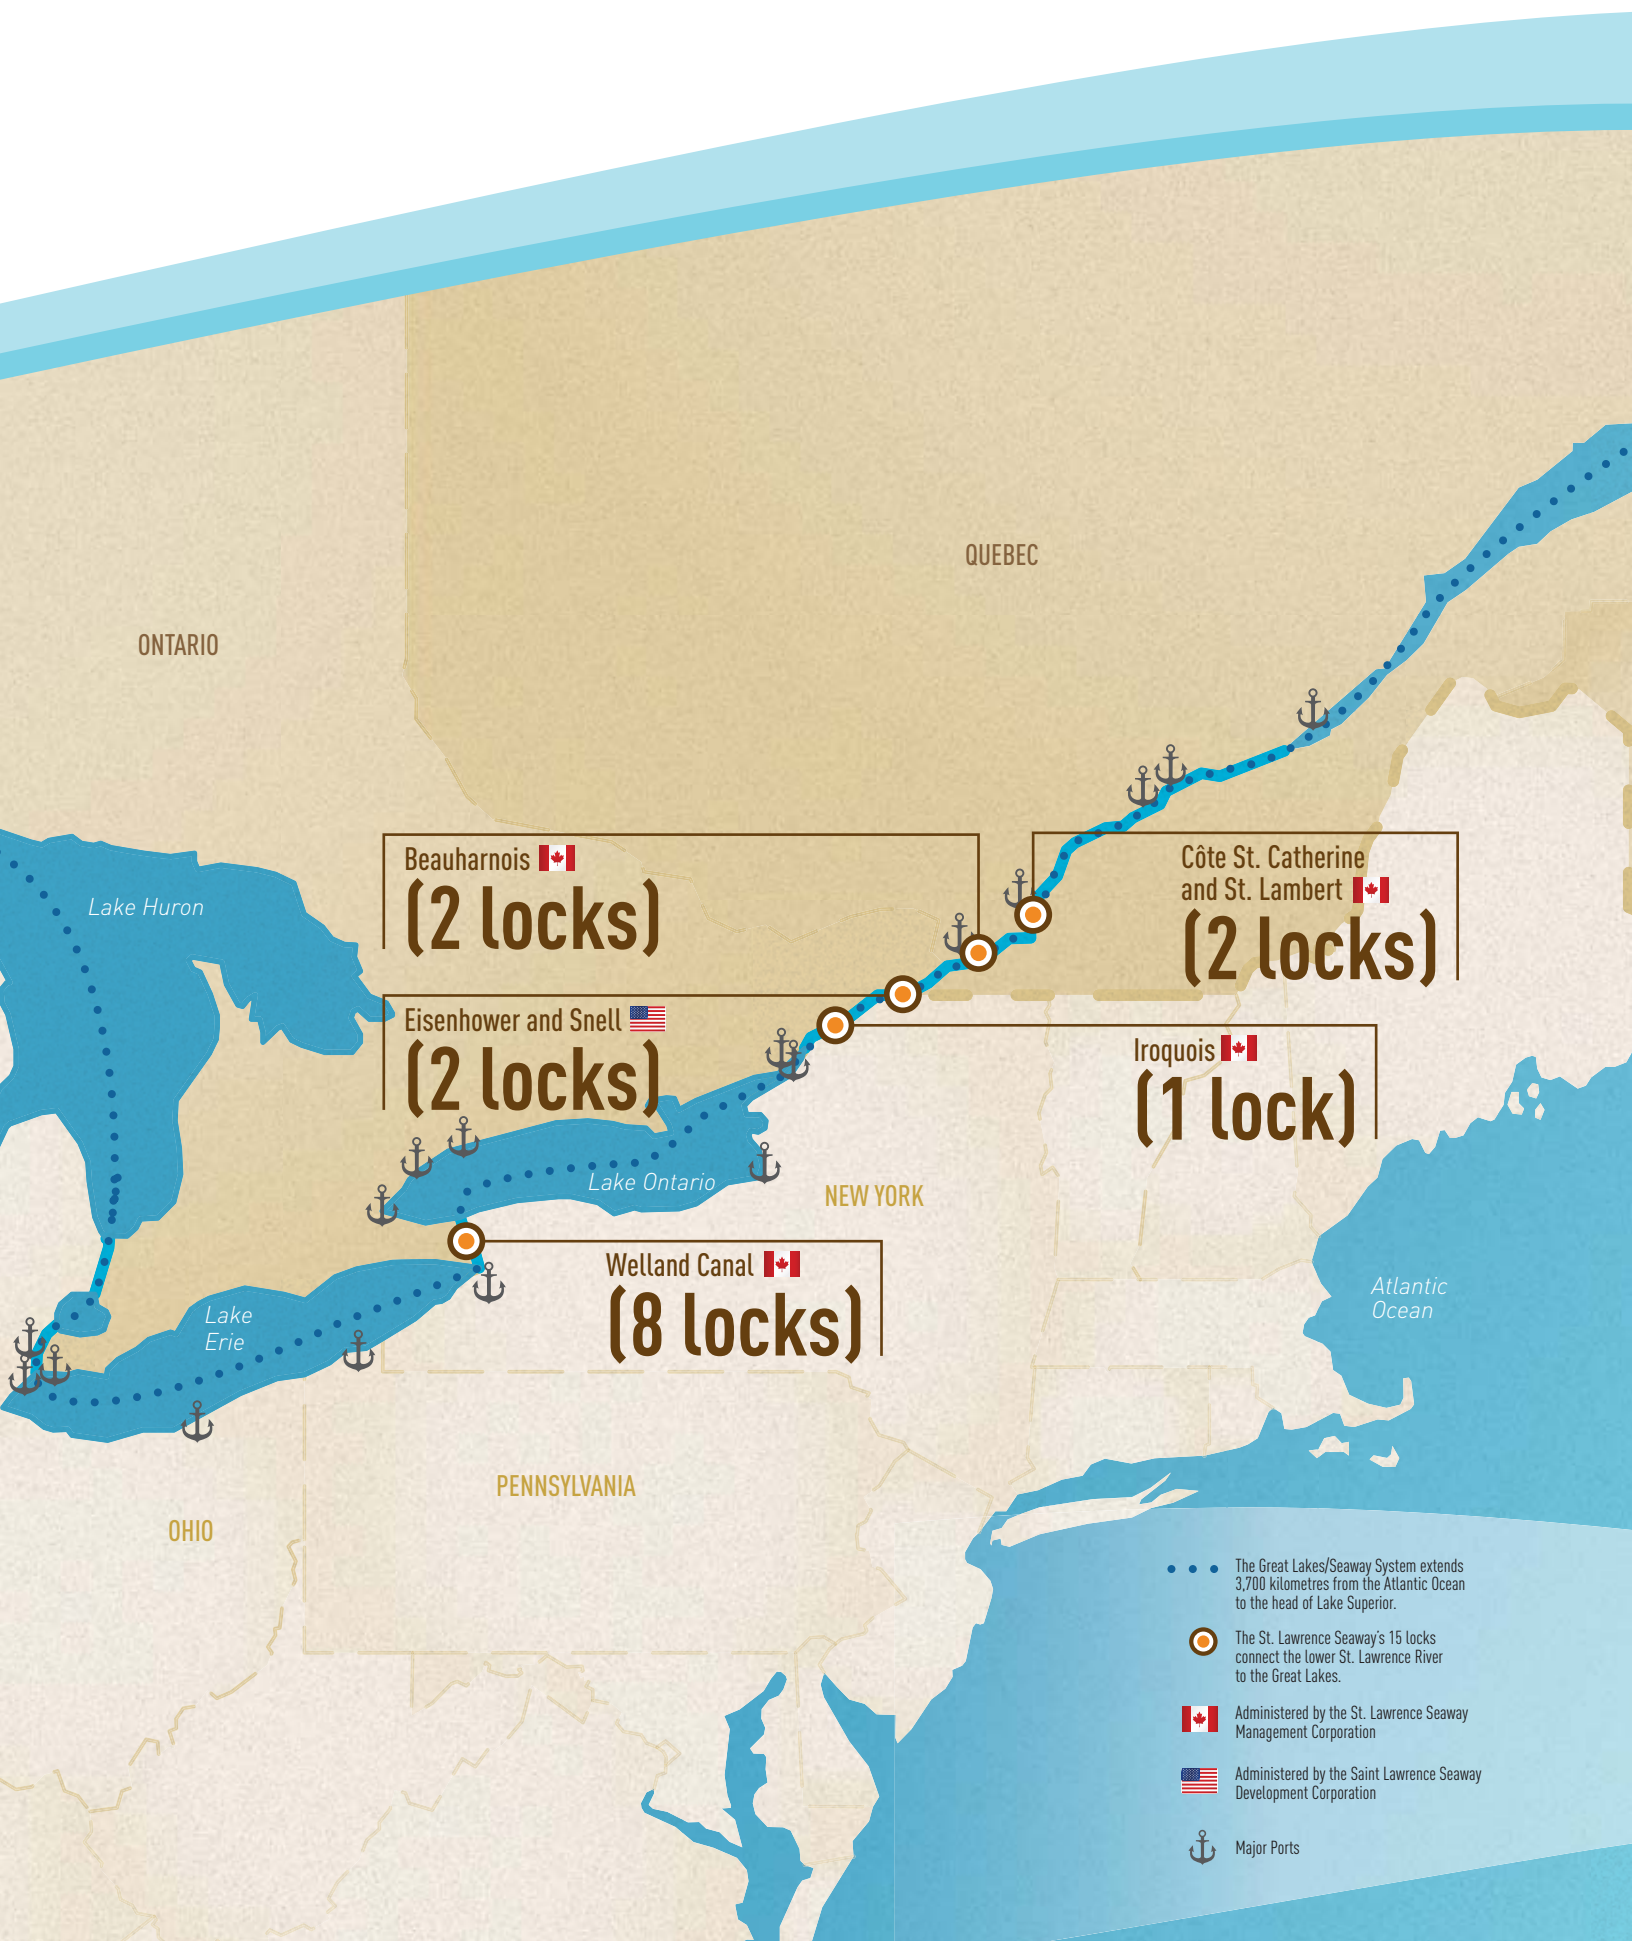 QUEBEC
ONTARIO
Beauharnois
(2 locks)
Côte St. Catherine
and St. Lambert
(2 locks)
Lake Huron
Eisenhower and Snell
(2 locks)
Iroquois
(1 lock)
Lake Ontario
NEW YORK
Welland Canal
(8 locks)
Lake
Erie
Atlantic
Ocean
PENNSYLVANIA
OHIO
The Great Lakes/Seaway System extends
3,700 kilometres from the Atlantic Ocean
to the head of Lake Superior.
The St. Lawrence Seaway's 15 locks
connect the lower St. Lawrence River
to the Great Lakes.
Administered by the St. Lawrence Seaway
Management Corporation
Administered by the Saint Lawrence Seaway
Development Corporation
Major Ports